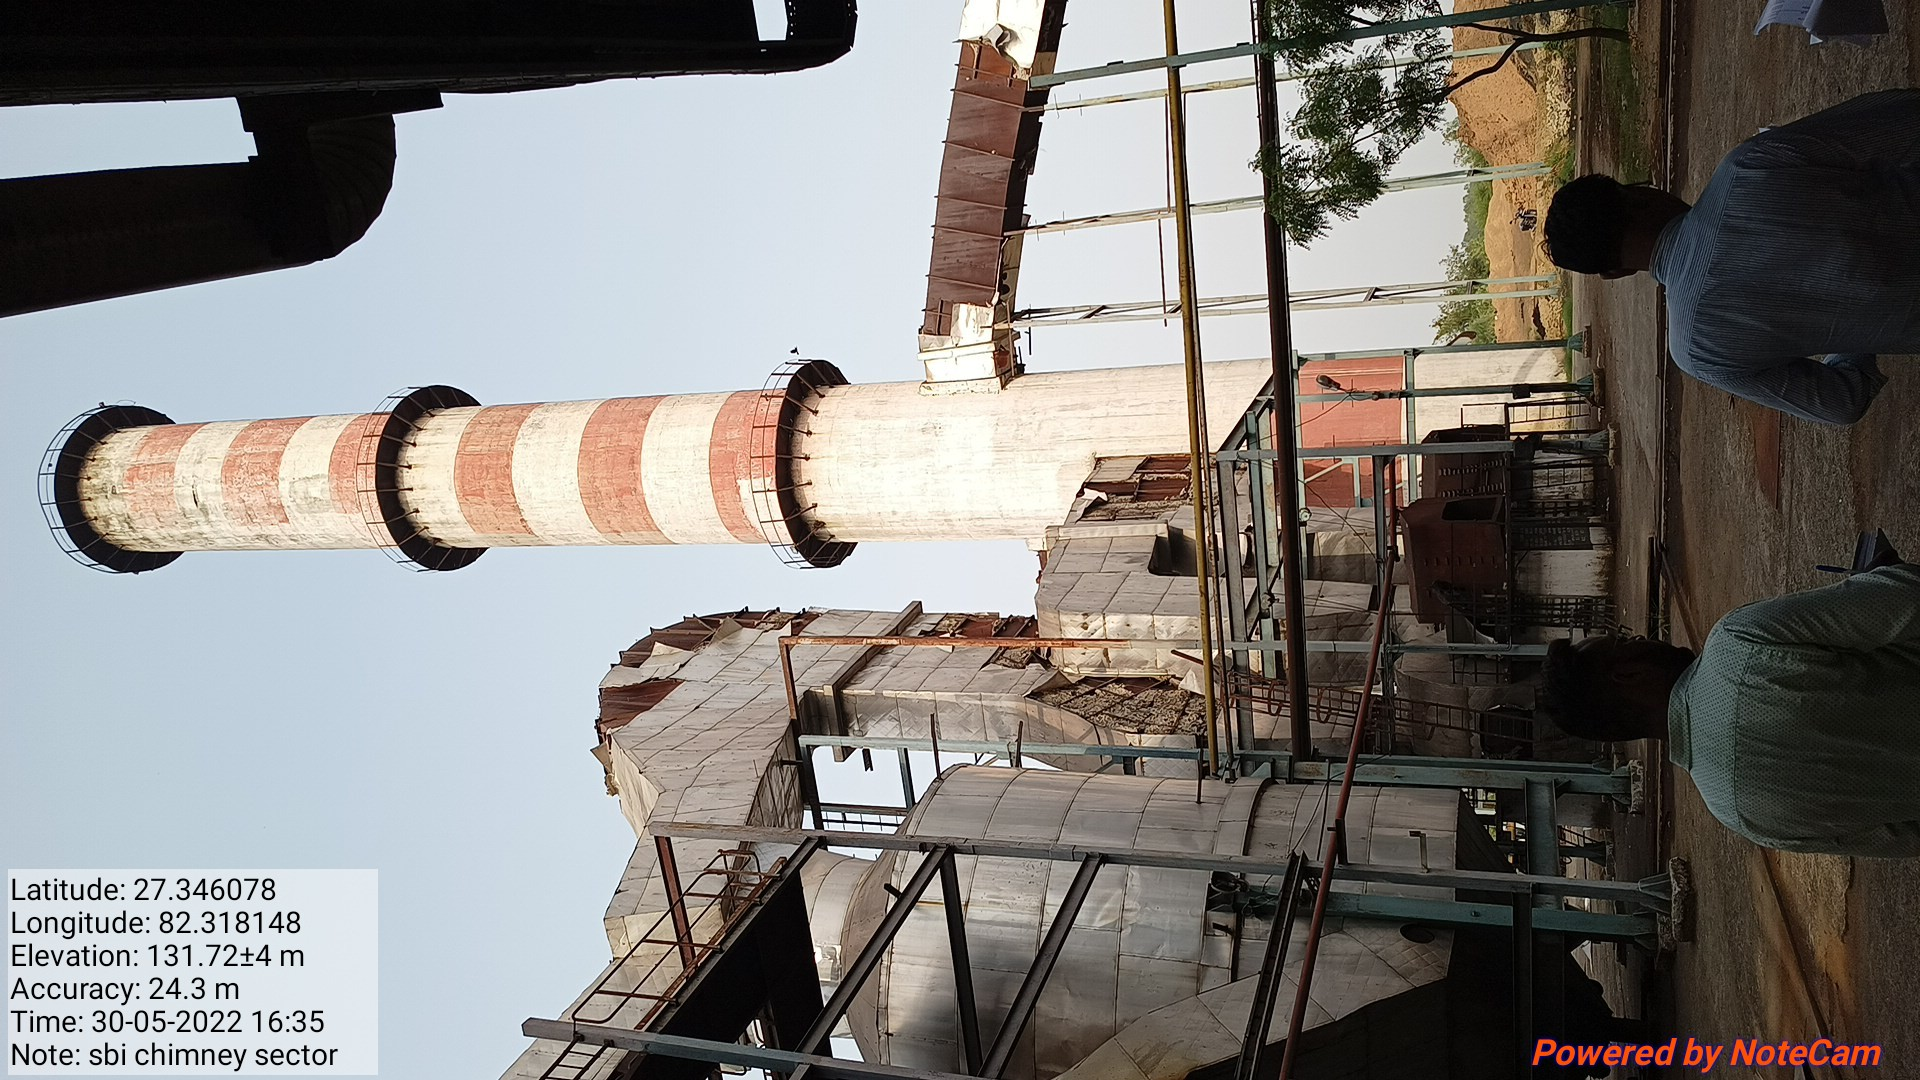 Latitude: 27.346078
Longitude: 82.318148
Elevation: 131.72±4 m
Accuracy: 24.3 m
Time: 30-05-2022 16:35
Note: sbi chimney sector
Powered by NoteCam